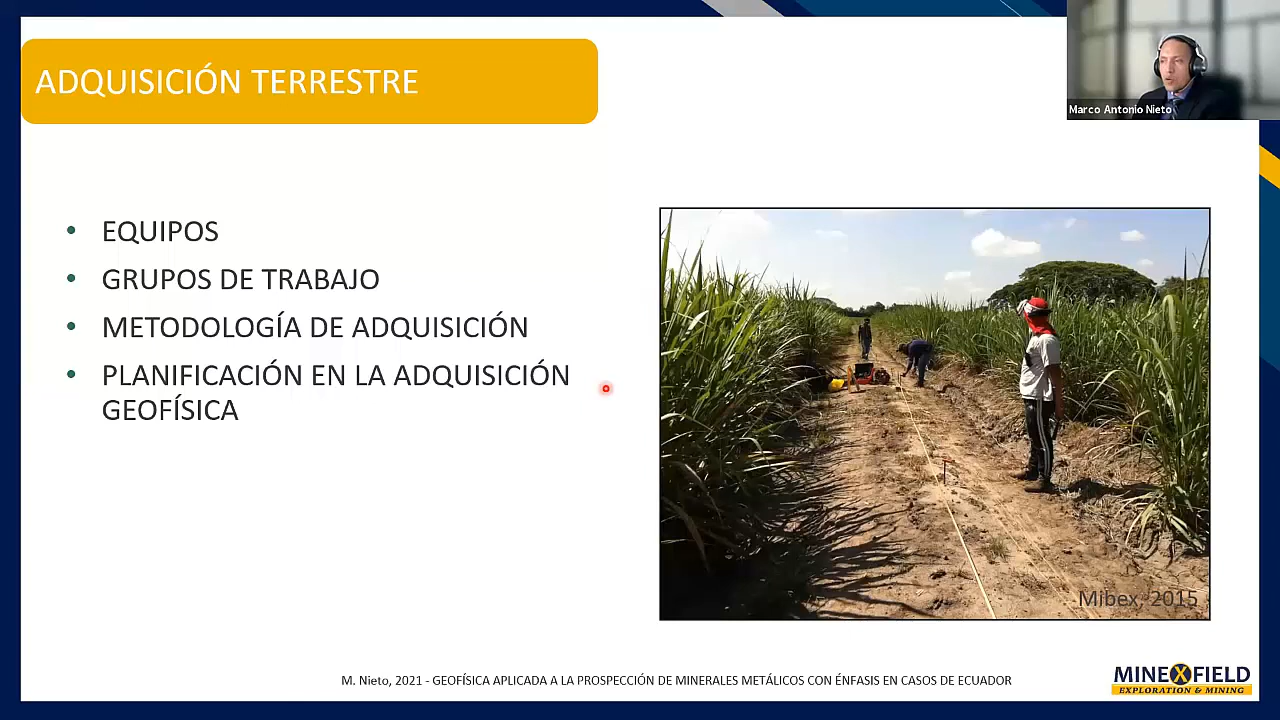 ADQUISICIÓN TERRESTRE
Marco Antonio Nieto
• EQUIPOS
• GRUPOS DE TRABAJO
• METODOLOGÍA DE ADQUISICIÓN
• PLANIFICACIÓN EN LA ADQUISICIÓN
GEOFÍSICA
Mibex, 2015
M. Nieto, 2021 - GEOFÍSICA APLICADA A LA PROSPECCIÓN DE MINERALES METÁLICOS CON ÉNFASIS EN CASOS DE ECUADOR
MINEXFIELD
EXPLORATION & MINING